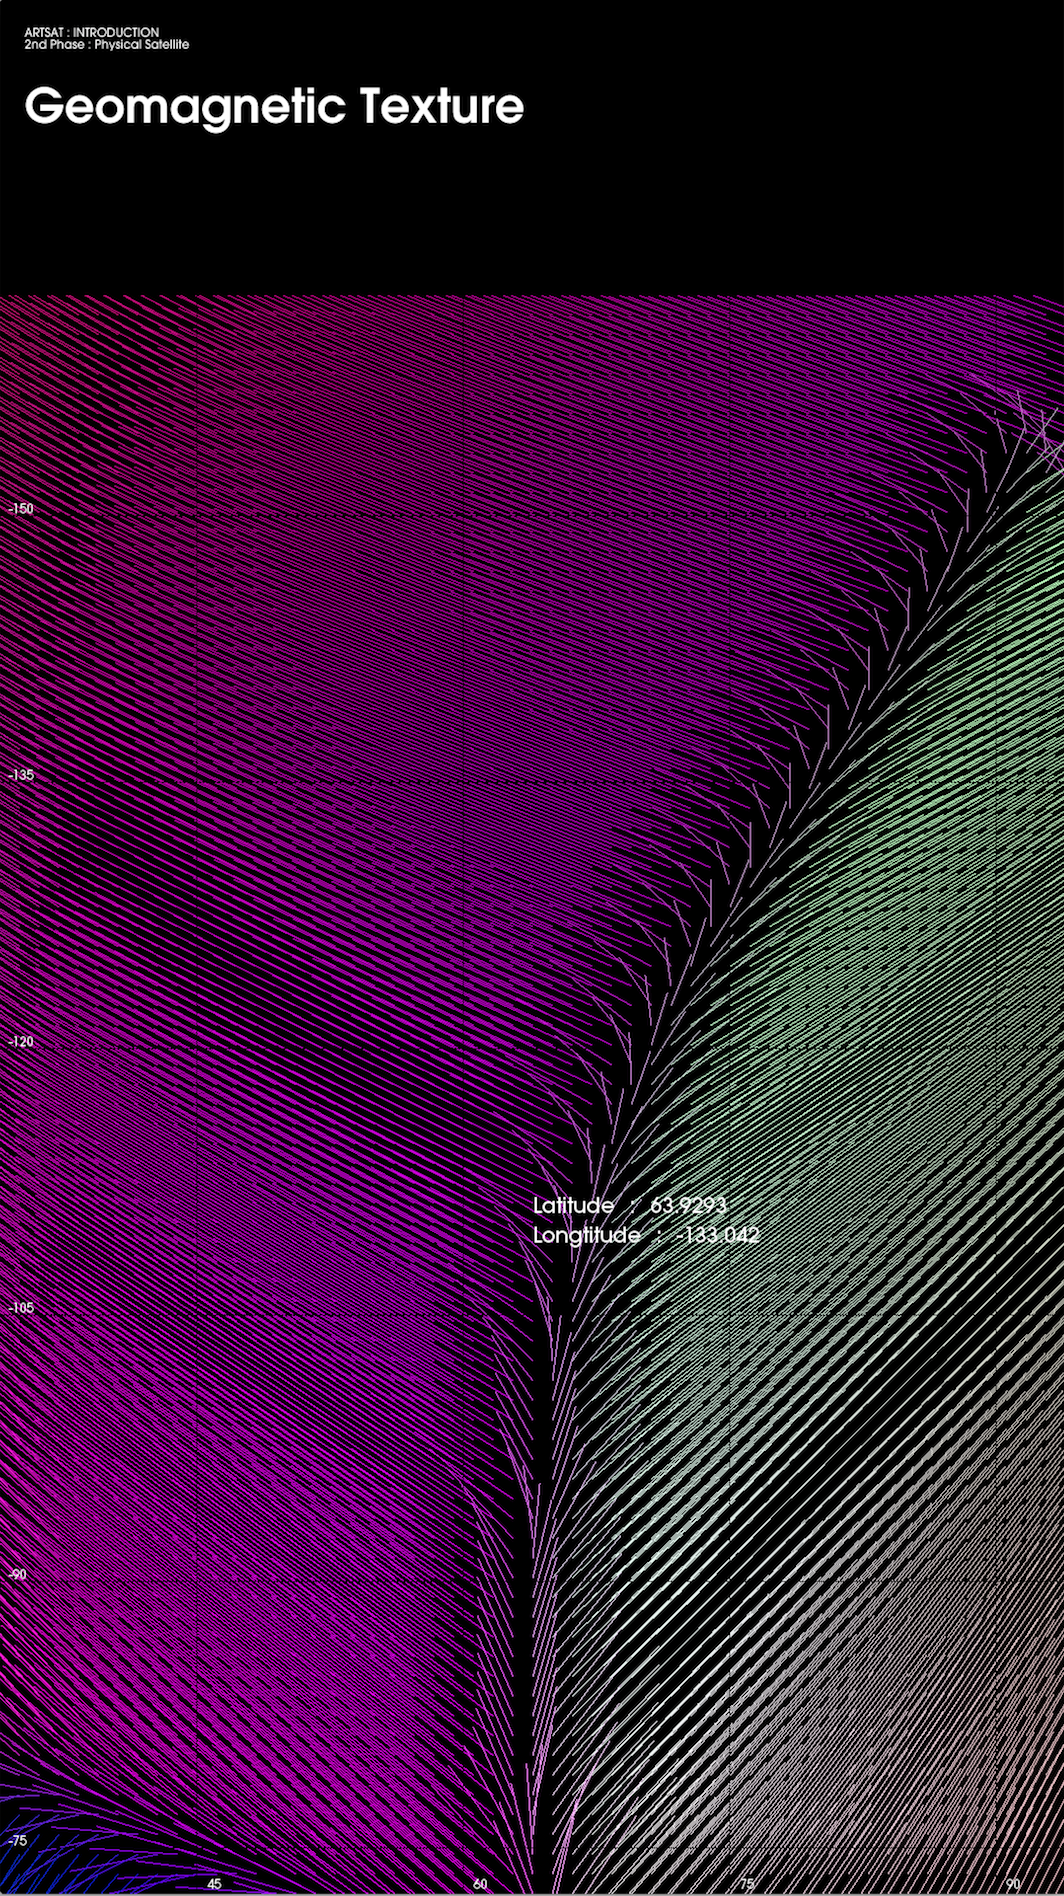 ARTSAT : INTRODUCTION
2nd Phase : Physical Satellite
Geomagnetic Texture
-150
-135
-120
Latitude : 63.9293
Longtitude : -133.042
-105
-90
-75
45 60 75 90